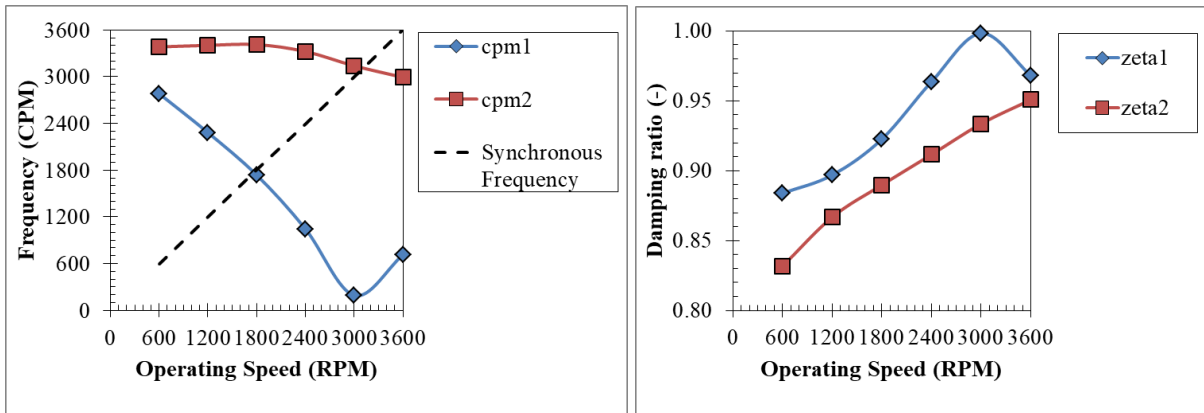 3600
3000
2400
1800
1200
600
0
Frequency (CPM)
0 600 1200 1800 2400 3000 3600
Operating Speed (RPM)
cpm1
cpm2
Synchronous
Frequency
1.00
0.95
0.90
0.85
0.80
Damping ratio (-)
0 600 1200 1800 2400 3000 3600
Operating Speed (RPM)
zeta1
zeta2